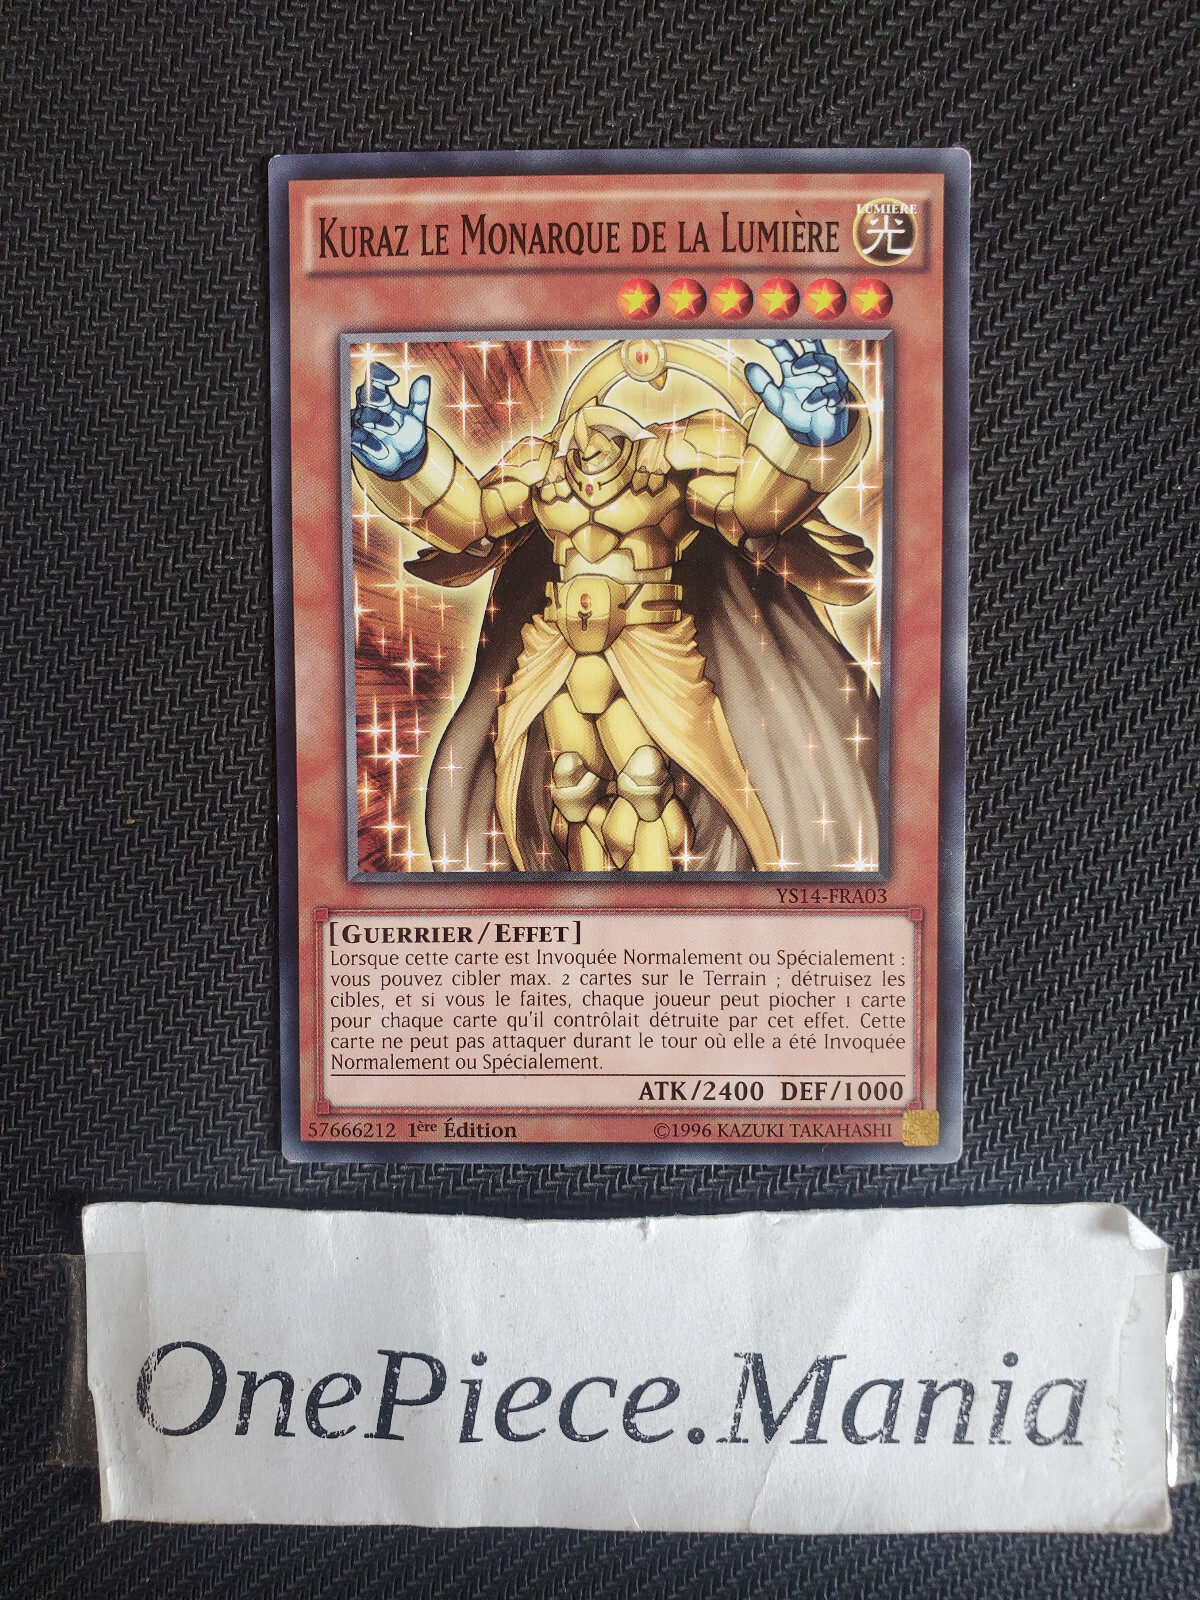 KURAZ LE MONARQUE DE LA LUMIÈRE
LUMIÈRE
光
YS14-FRA03
[GUERRIER/EFFET]
Lorsque cette carte est Invoquée Normalement ou Spécialement :
vous pouvez cibler max. 2 cartes sur le Terrain ; détruisez les
cibles, et si vous le faites, chaque joueur peut piocher 1 carte
pour chaque carte qu'il contrôlait détruite par cet effet. Cette
carte ne peut pas attaquer durant le tour où elle a été Invoquée
Normalement ou Spécialement.
ATK/2400 DEF/1000
57666212 1ère Édition
©1996 KAZUKI TAKAHASHI
OnePiece.Mania